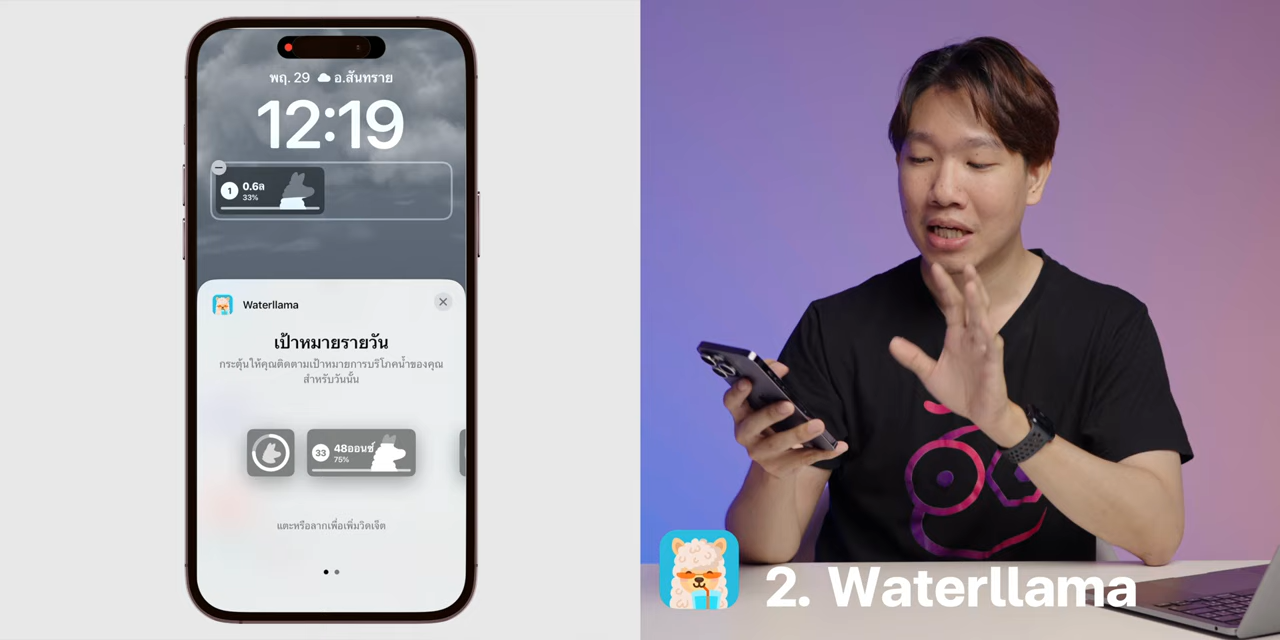 พฤ. 29 อ.สันทราย
12:19
1 0.6ล
33%
Waterllama
เป้าหมายรายวัน
กระตุ้นให้คุณติดตามเป้าหมายการบริโภคน้ำของคุณ
สำหรับวันนั้น
33 48ออนซ์
75%
แตะหรือลากเพื่อเพิ่มวิดเจ็ต
2. Waterllama